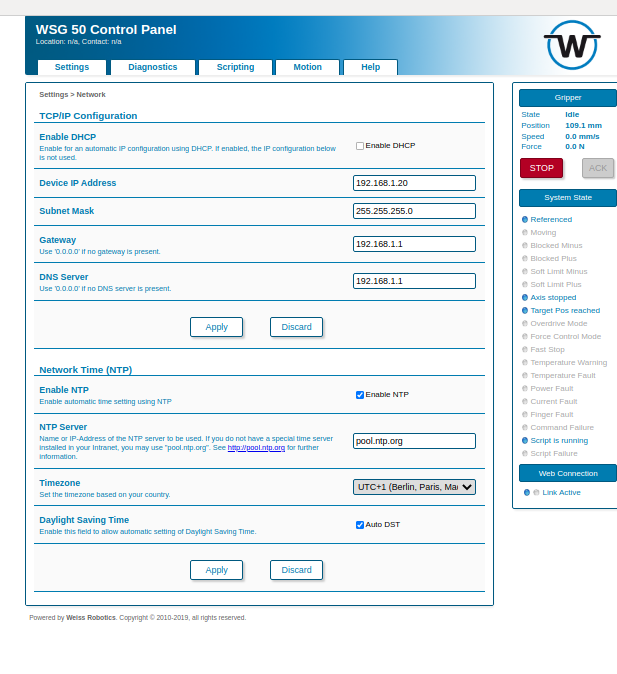 WSG 50 Control Panel
Location: n/a, Contact: n/a
W
Settings
Diagnostics
Scripting
Motion
Help
Settings > Network
TCP/IP Configuration
Enable DHCP
Enable for an automatic IP configuration using DHCP. If enabled, the IP configuration below
is not used.
Enable DHCP
Device IP Address
192.168.1.20
Subnet Mask
255.255.255.0
Gateway
Use '0.0.0.0' if no gateway is present.
192.168.1.1
DNS Server
Use '0.0.0.0' if no DNS server is present.
192.168.1.1
Apply
Discard
Network Time (NTP)
Enable NTP
Enable automatic time setting using NTP
Enable NTP
NTP Server
Name or IP-Address of the NTP server to be used. If you do not have a special time server
installed in your Intranet, you may use "pool.ntp.org". See http://pool.ntp.org for further
information.
pool.ntp.org
Timezone
Set the timezone based on your country.
UTC+1 (Berlin, Paris, Ma
Daylight Saving Time
Enable this field to allow automatic setting of Daylight Saving Time.
Auto DST
Apply
Discard
Gripper
State Idle
Position 109.1 mm
Speed 0.0 mm/s
Force 0.0 N
STOP
ACK
System State
Referenced
Moving
Blocked Minus
Blocked Plus
Soft Limit Minus
Soft Limit Plus
Axis stopped
Target Pos reached
Overdrive Mode
Force Control Mode
Fast Stop
Temperature Warning
Temperature Fault
Power Fault
Current Fault
Finger Fault
Command Failure
Script is running
Script Failure
Web Connection
Link Active
Powered by Weiss Robotics. Copyright © 2010-2019, all rights reserved.